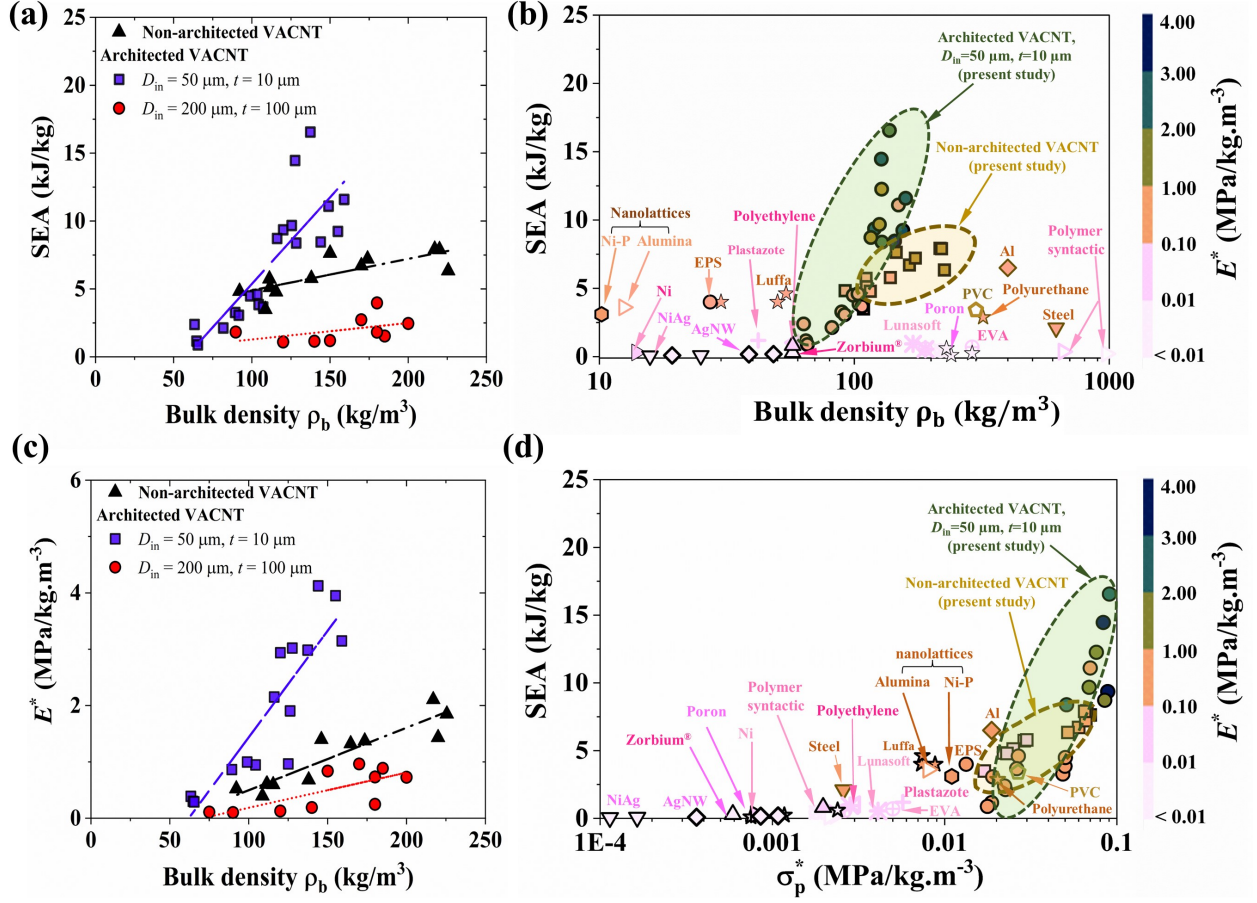 (a)
SEA (kJ/kg)
25
20
15
10
5
0
0
50
100
150
200
250
Bulk density ρb (kg/m³)
Non-architected VACNT
Architected VACNT
Din = 50 μm, t = 10 μm
Din = 200 μm, t = 100 μm
(b)
SEA (kJ/kg)
25
20
15
10
5
0
10
100
1000
Bulk density ρb (kg/m³)
Architected VACNT,
Din=50 μm, t=10 μm
(present study)
Non-architected VACNT
(present study)
Nanolattices
Ni-P
Alumina
Polyethylene
Plastazote
EPS
Luffa
Ni
NiAg
AgNW
Zorbium®
Al
Polymer
syntactic
PVC
Polyurethane
Poron
Lunasoft
EVA
Steel
4.00
3.00
2.00
1.00
0.10
0.01
< 0.01
E* (MPa/kg.m-3)
(c)
E* (MPa/kg.m-3)
6
4
2
0
0
50
100
150
200
250
Bulk density ρb (kg/m³)
Non-architected VACNT
Architected VACNT
Din = 50 μm, t = 10 μm
Din = 200 μm, t = 100 μm
(d)
SEA (kJ/kg)
25
20
15
10
5
0
1E-4
0.001
0.01
0.1
σp* (MPa/kg.m-3)
Architected VACNT,
Din=50 μm, t=10 μm
(present study)
Non-architected VACNT
(present study)
nanolattices
Alumina
Ni-P
Polymer
syntactic
Polyethylene
Poron
Ni
Zorbium®
Steel
Luffa
EPS
Al
Lunasoft
Plastazote
PVC
Polyurethane
NiAg
AgNW
EVA
4.00
3.00
2.00
1.00
0.10
0.01
< 0.01
E* (MPa/kg.m-3)